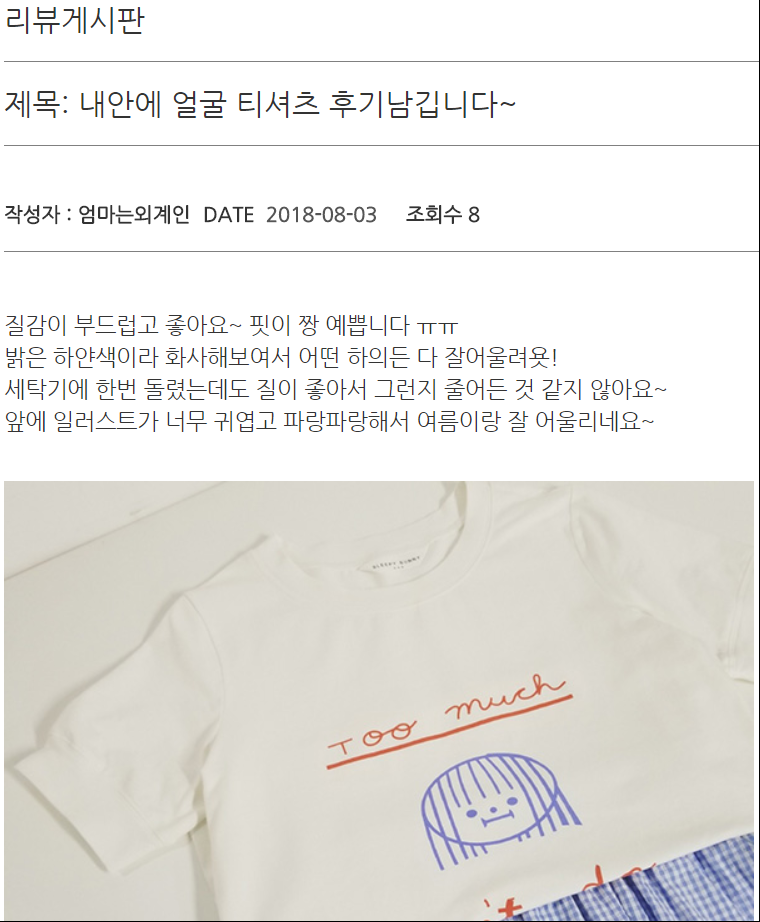 리뷰게시판
제목: 내안에 얼굴 티셔츠 후기남깁니다~
작성자 : 엄마는외계인 DATE 2018-08-03 조회수 8
질감이 부드럽고 좋아요~ 핏이 짱 예쁩니다 ㅠㅠ
밝은 하얀색이라 화사해보여서 어떤 하의든 다 잘어울려욧!
세탁기에 한번 돌렸는데도 질이 좋아서 그런지 줄어든 것 같지 않아요~
앞에 일러스트가 너무 귀엽고 파랑파랑해서 여름이랑 잘 어울리네요~
Too much